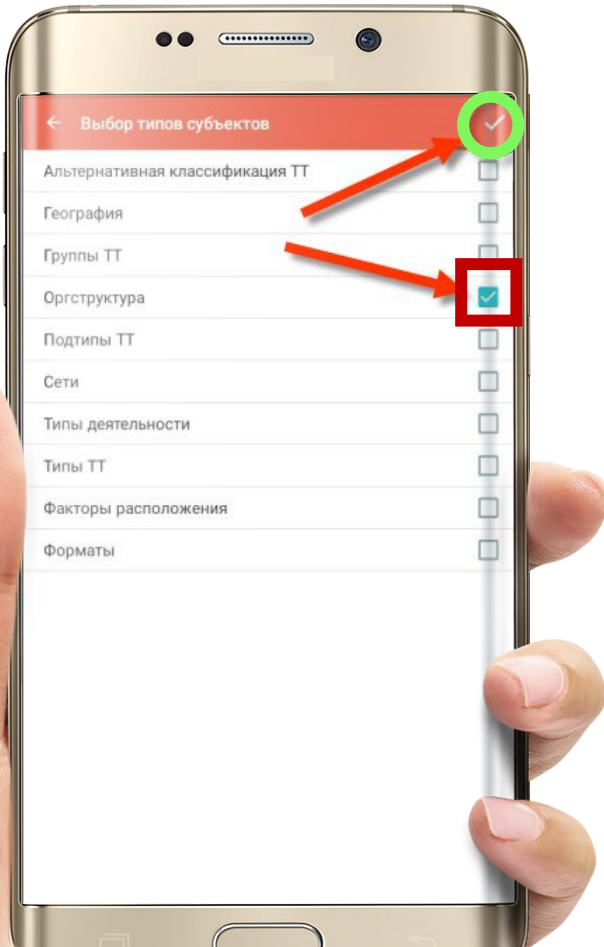 Выбор типов субъектов
Альтернативная классификация ТТ
География
Группы ТТ
Оргструктура
Подтипы ТТ
Сети
Типы деятельности
Типы ТТ
Факторы расположения
Форматы